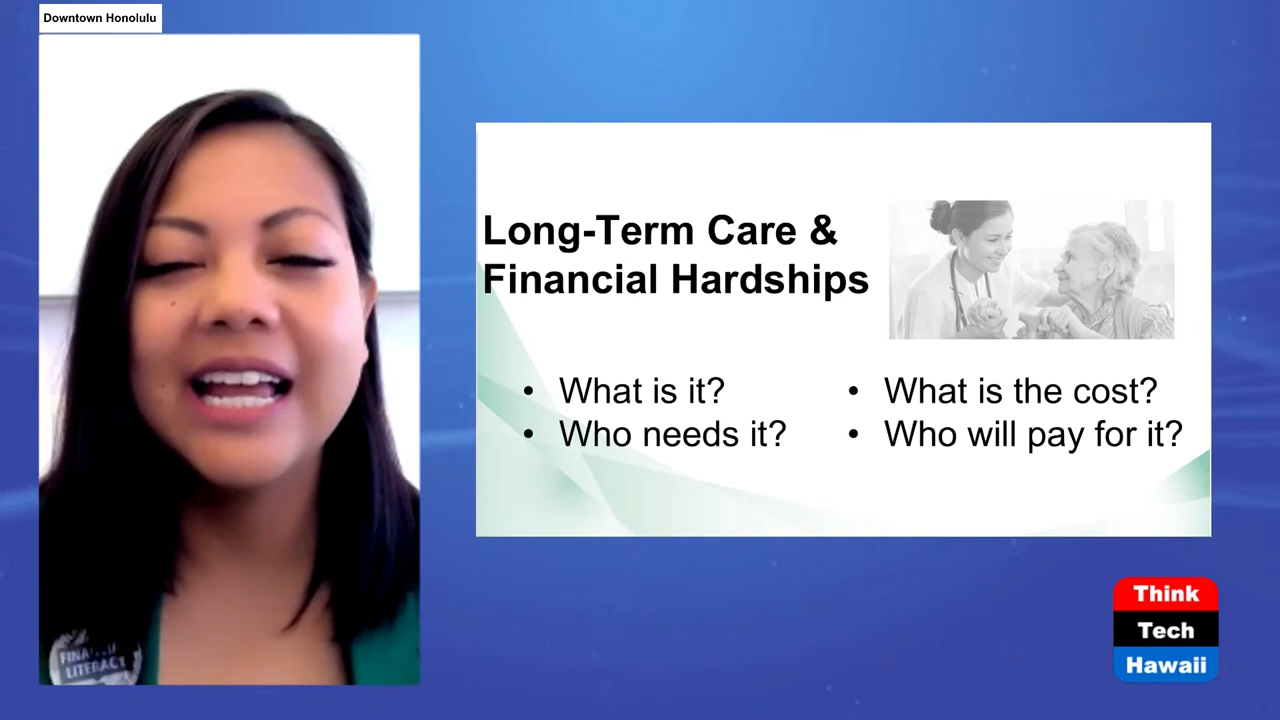 Downtown Honolulu
Long-Term Care &
Financial Hardships
• What is it?
• Who needs it?
• What is the cost?
• Who will pay for it?
LITERACY
Think
Tech
Hawaii